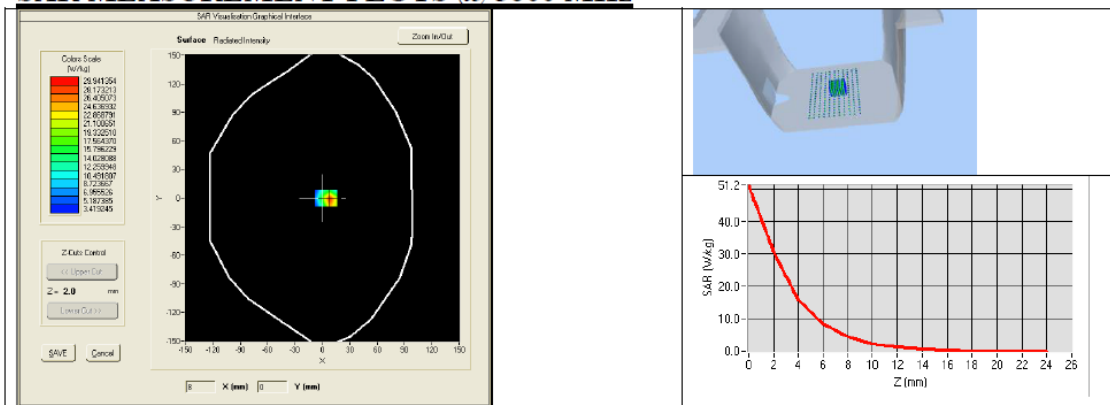 SAR Visualisation Graphical Interface
Surface Radiated Intensity
Zoom In/Out
Colors Scale
(W/kg)
29.941354
28.173213
26.405073
24.636932
22.868791
21.100651
19.332510
17.564370
15.796229
14.028088
12.259948
10.491807
8.723667
6.955526
5.187385
3.419245
Z-Cuts Control
<< Upper Cut
Z= 2.0 mm
Lower Cut >>
SAVE Cancel
150
120
90
60
30
Y 0
-30
-60
-90
-120
-150
-150 -120 -90 -60 -30 0 30 60 90 120 150
X
8 X (mm) 0 Y (mm)
51.2
40.0
30.0
20.0
10.0
0.0
SAR (W/kg)
0 2 4 6 8 10 12 14 16 18 20 22 24 26
Z (mm)